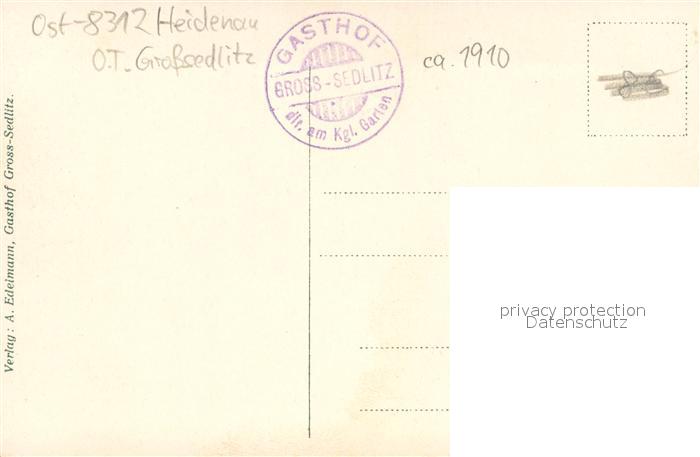 Ost-8312 Heidenau
O.T. Großsedlitz
GASTHOF
GROSS-SEDLITZ
dir. am Kgl. Garten
ca. 1910
Verlag: A. Edelmann, Gasthof Gross-Sedlitz.
privacy protection
Datenschutz